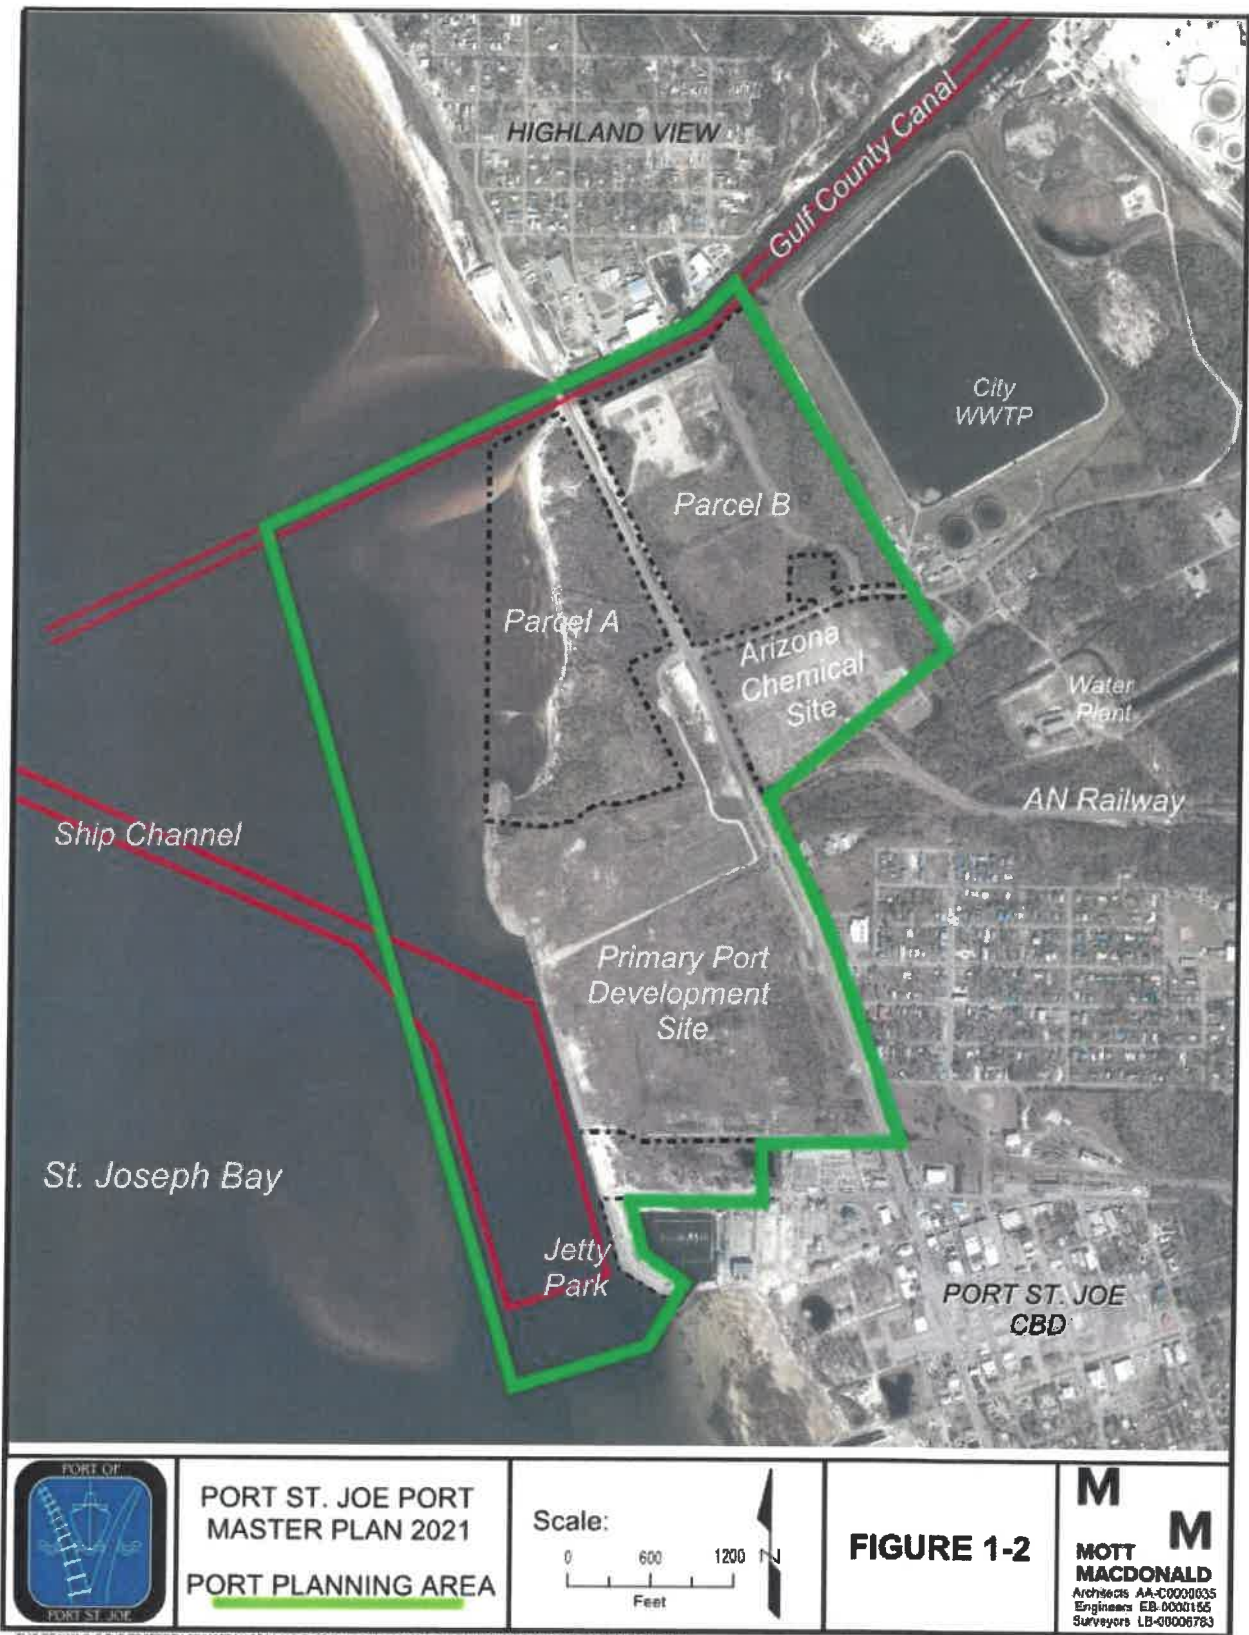 HIGHLAND VIEW
Gulf County Canal
City
WWTP
Parcel B
Parcel A
Arizona
Chemical
Site
Water
Plant
AN Railway
Ship Channel
Primary Port
Development
Site
St. Joseph Bay
Jetty
Park
PORT ST. JOE
CBD
PORT OF
PORT ST. JOE
PORT ST. JOE PORT
MASTER PLAN 2021
PORT PLANNING AREA
Scale:
0 600 1200
Feet
N
FIGURE 1-2
M
M
MOTT
MACDONALD
Architects AA-C0000035
Engineers EB-0000155
Surveyors LB-00006783